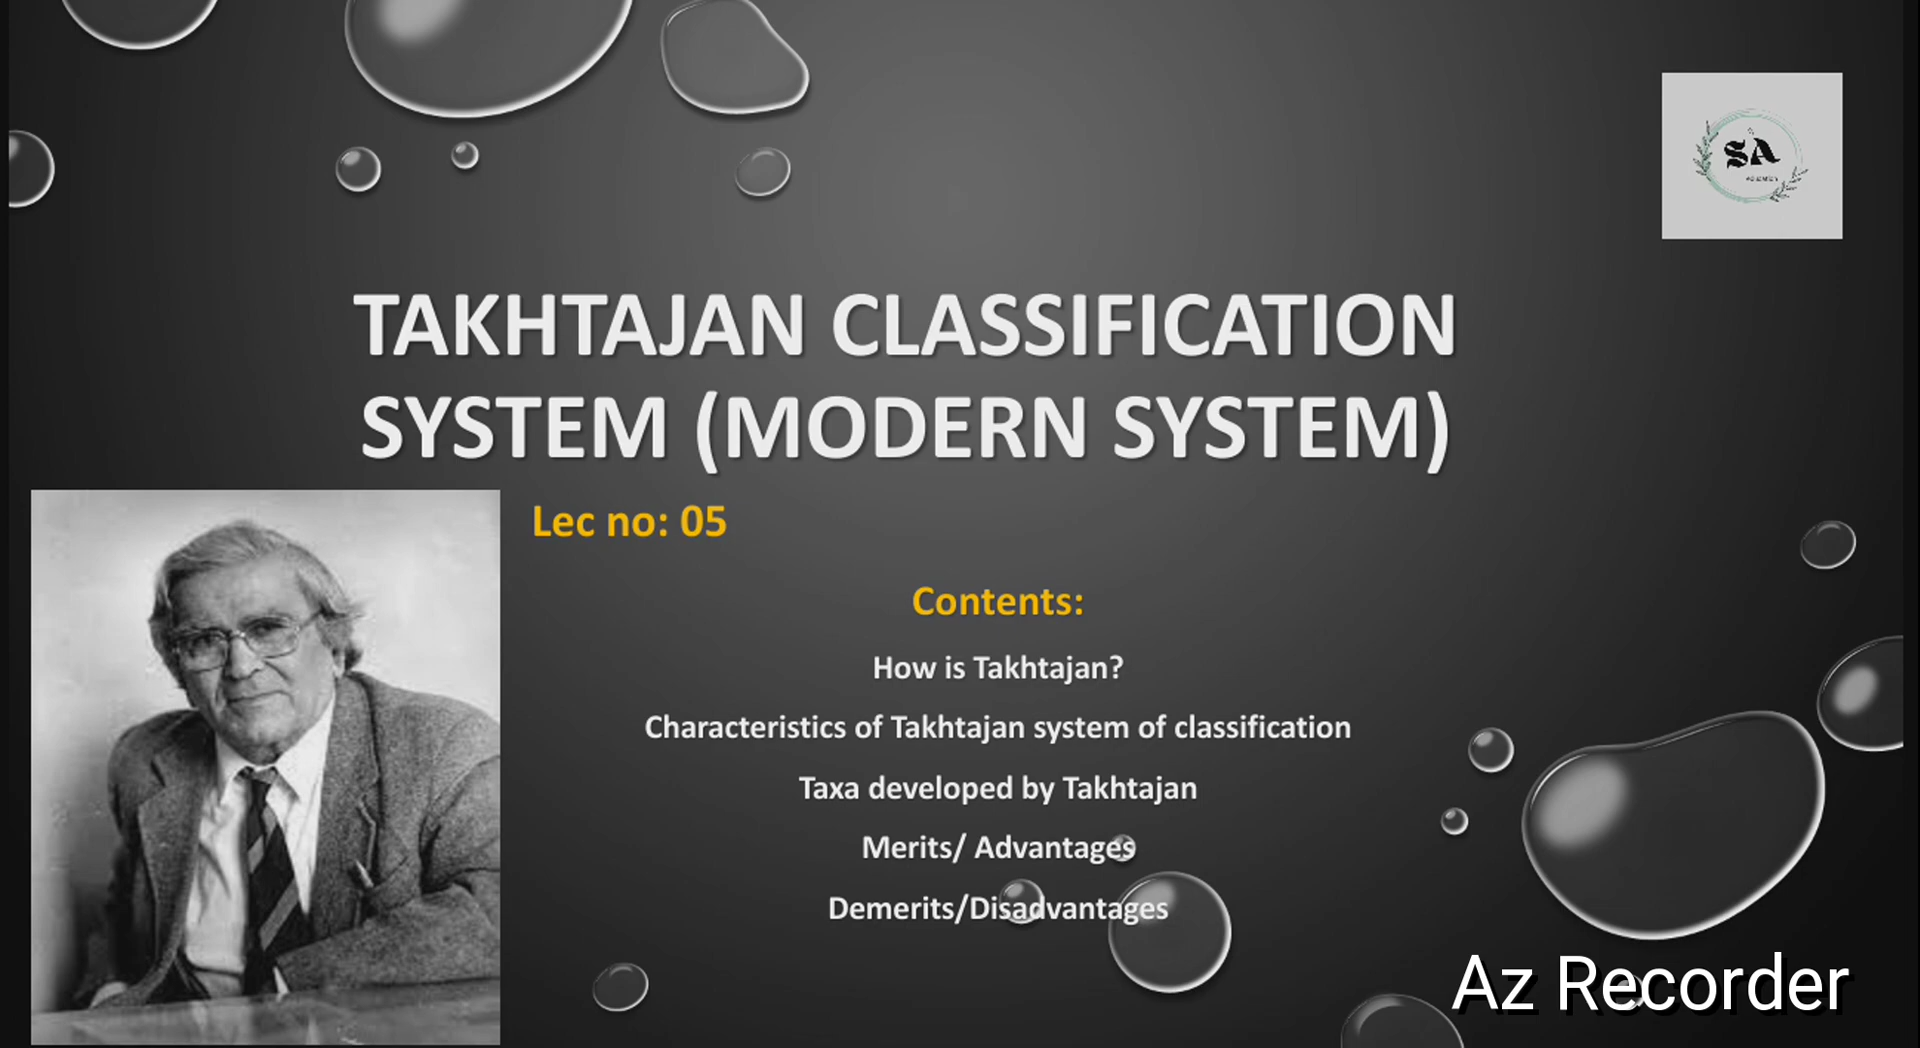 SA
TAKHTAJAN CLASSIFICATION
SYSTEM (MODERN SYSTEM)
Lec no: 05
Contents:
How is Takhtajan?
Characteristics of Takhtajan system of classification
Taxa developed by Takhtajan
Merits/ Advantages
Demerits/Disadvantages
Az Recorder